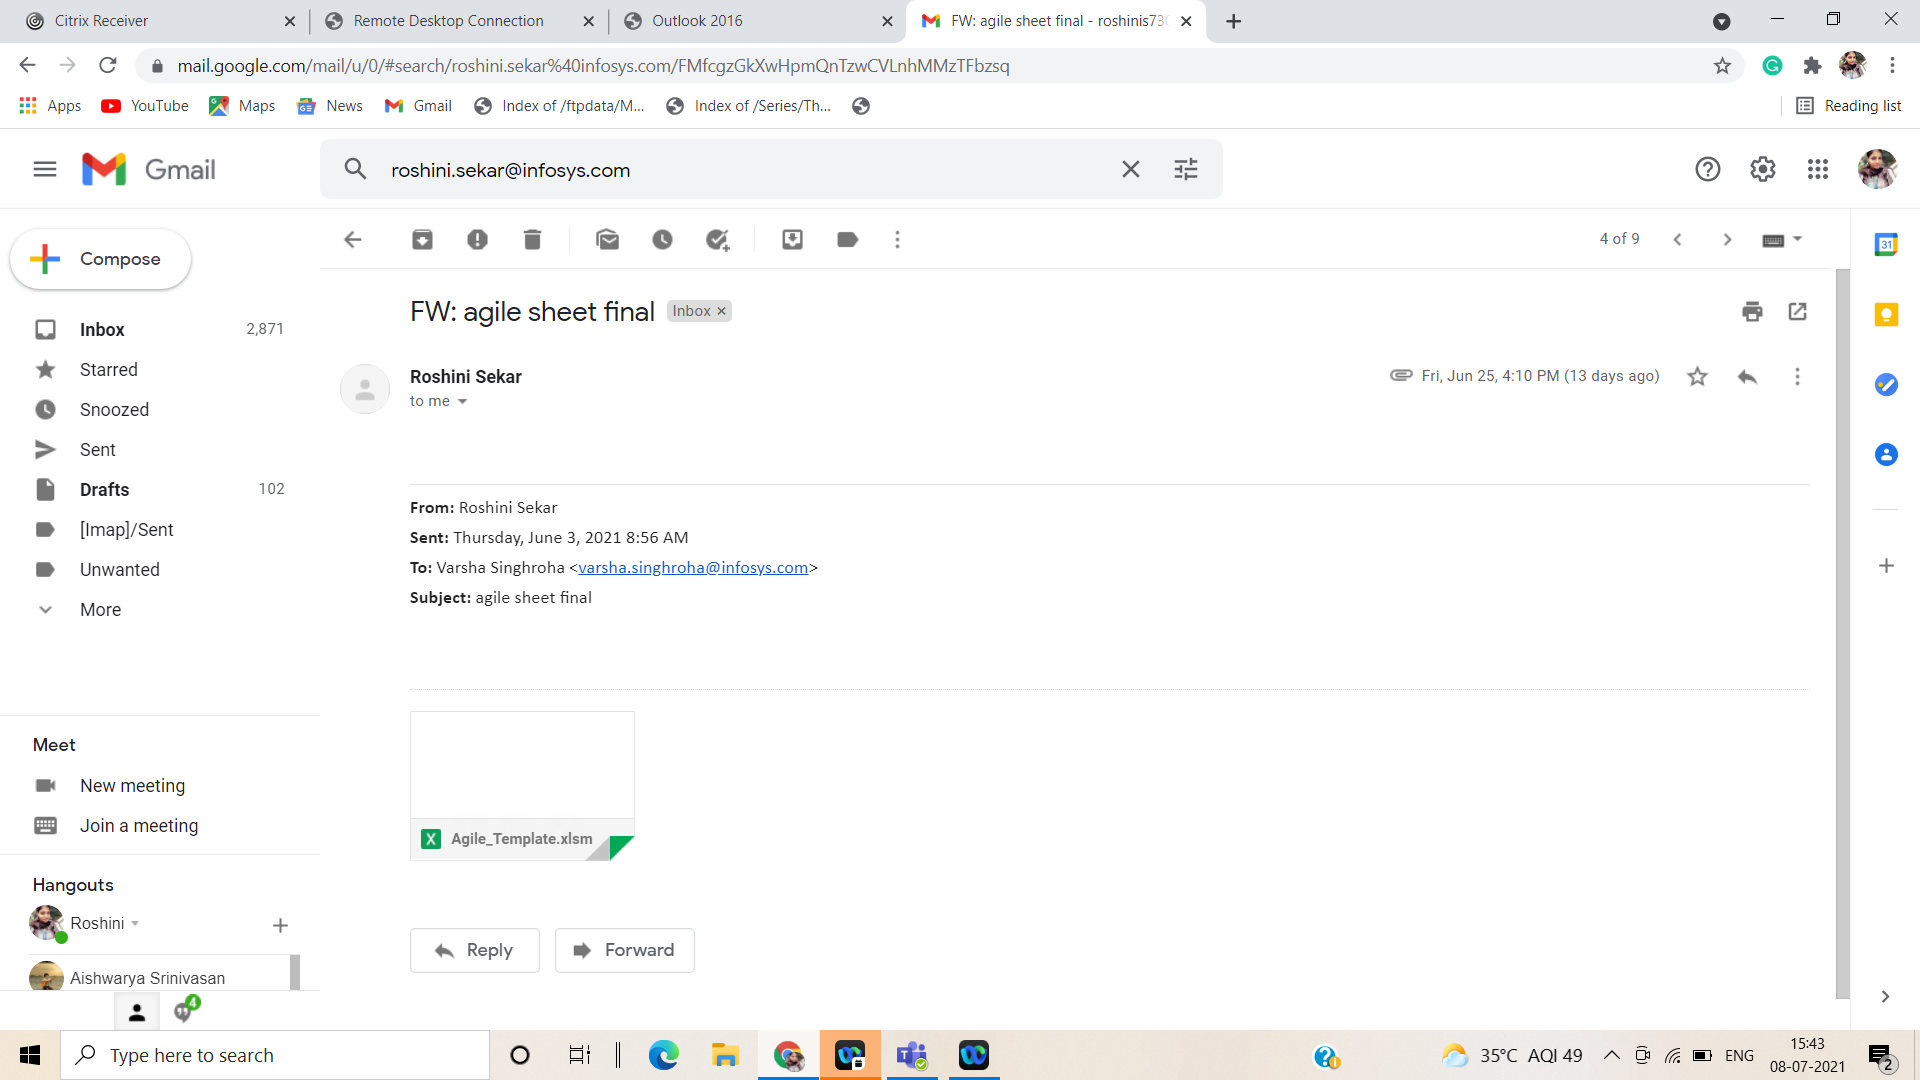 Citrix Receiver
Remote Desktop Connection
Outlook 2016
FW: agile sheet final - roshinis730
mail.google.com/mail/u/0/#search/roshini.sekar%40infosys.com/FMfcgzGkXwHpmQnTzwCVLnhMMzTFbzsq
Apps
YouTube
Maps
News
Gmail
Index of /ftpdata/M...
Index of /Series/Th...
Reading list
Gmail
roshini.sekar@infosys.com
Compose
4 of 9
Inbox 2,871
Starred
Snoozed
Sent
Drafts 102
[Imap]/Sent
Unwanted
More
FW: agile sheet final Inbox ×
Roshini Sekar
Fri, Jun 25, 4:10 PM (13 days ago)
to me
From: Roshini Sekar
Sent: Thursday, June 3, 2021 8:56 AM
To: Varsha Singhroha <varsha.singhroha@infosys.com>
Subject: agile sheet final
Agile_Template.xlsm
Reply
Forward
Meet
New meeting
Join a meeting
Hangouts
Roshini
Aishwarya Srinivasan
4
31
Type here to search
35°C AQI 49
ENG
15:43
08-07-2021
2